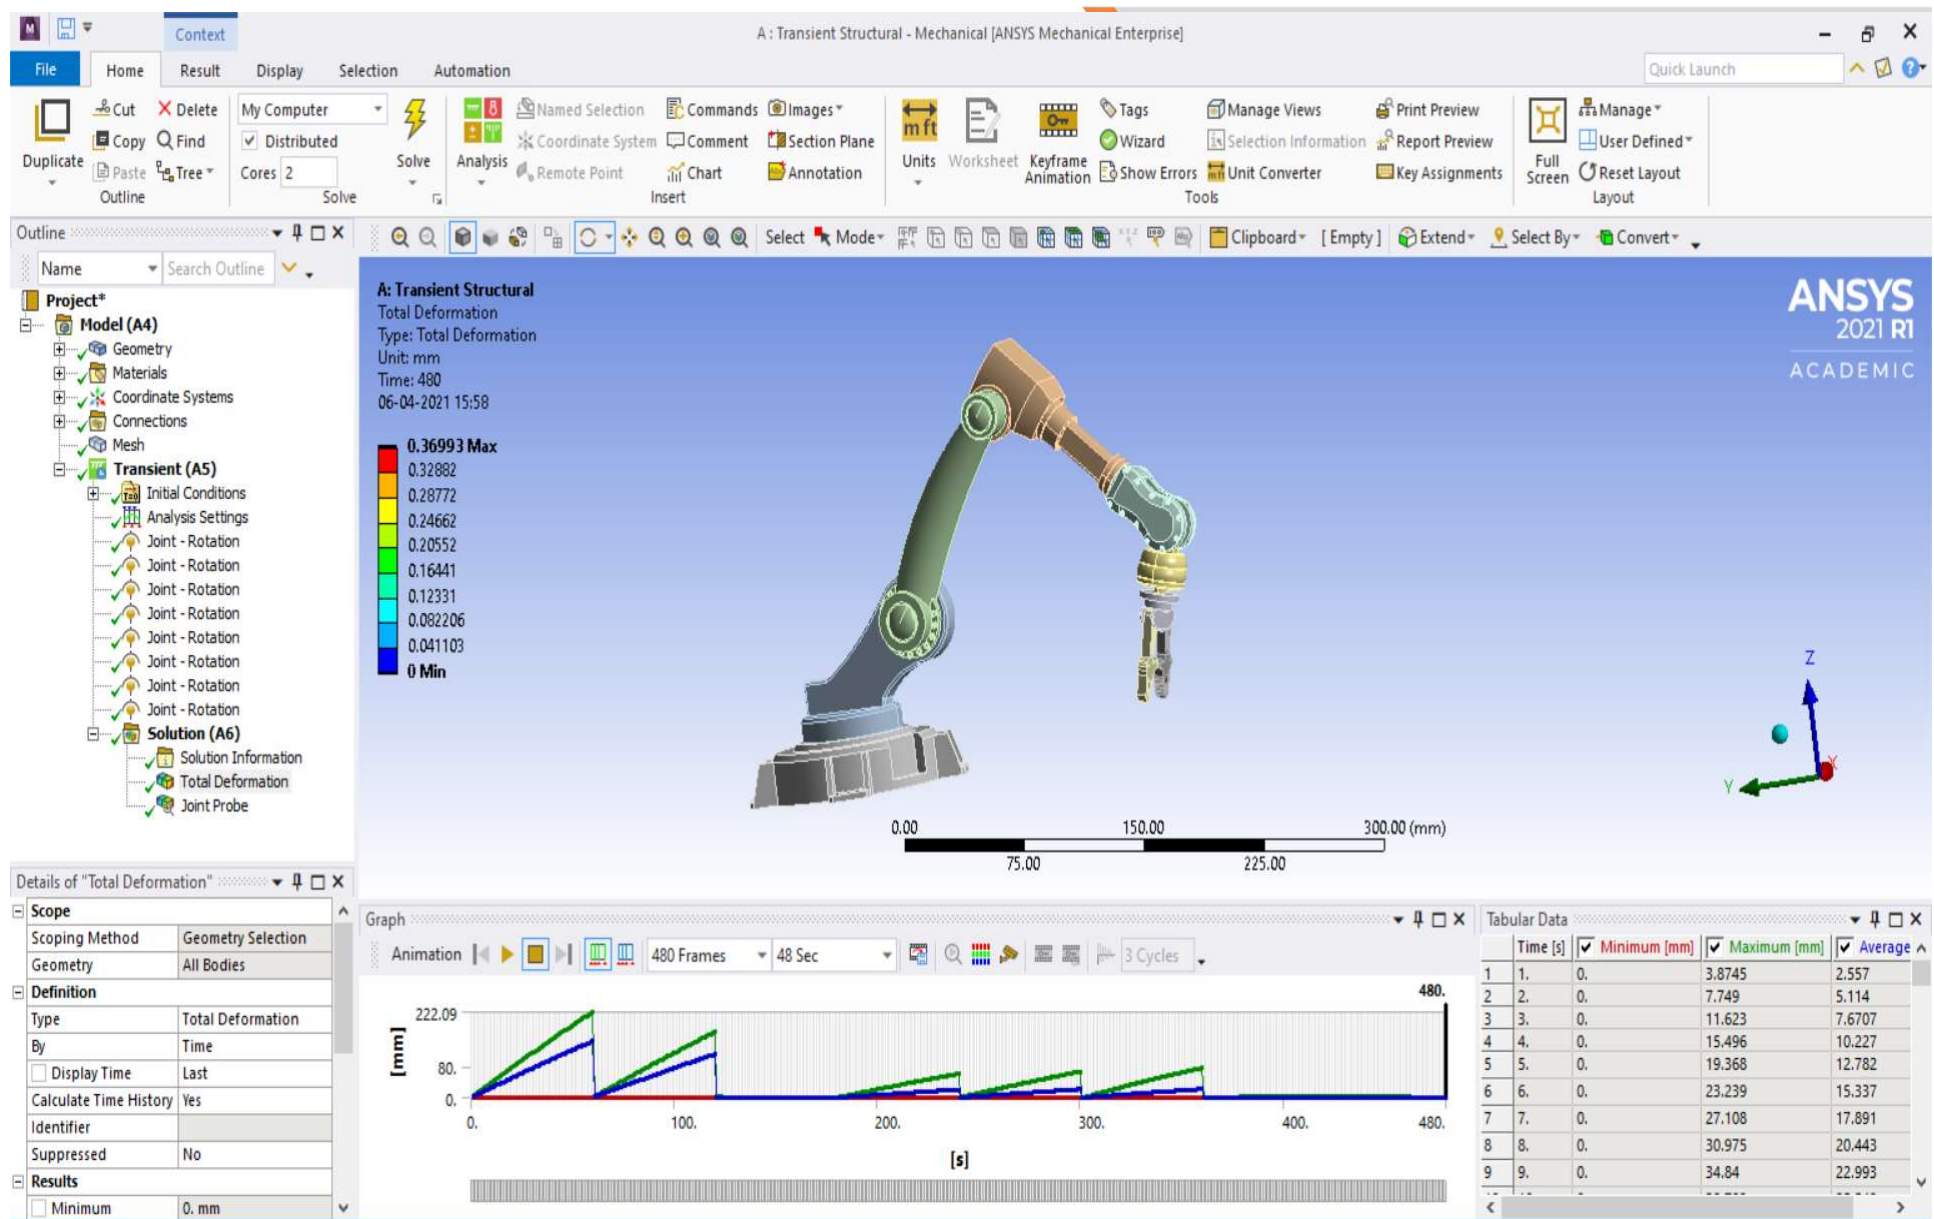 Context
A : Transient Structural - Mechanical [ANSYS Mechanical Enterprise]
File Home Result Display Selection Automation
Quick Launch
Duplicate
Cut
Delete
Copy
Find
Paste
Tree
Outline
My Computer
Distributed
Cores 2
Solve
Solve
Analysis
Named Selection
Coordinate System
Remote Point
Commands
Comment
Chart
Images
Section Plane
Annotation
Insert
Units
Worksheet
Keyframe
Animation
Tags
Wizard
Show Errors
Manage Views
Selection Information
Unit Converter
Print Preview
Report Preview
Key Assignments
Tools
Full
Screen
Manage
User Defined
Reset Layout
Layout
Outline
Name
Search Outline
Select Mode Clipboard [ Empty ] Extend Select By Convert
Project*
Model (A4)
Geometry
Materials
Coordinate Systems
Connections
Mesh
Transient (A5)
Initial Conditions
Analysis Settings
Joint - Rotation
Joint - Rotation
Joint - Rotation
Joint - Rotation
Joint - Rotation
Joint - Rotation
Joint - Rotation
Joint - Rotation
Solution (A6)
Solution Information
Total Deformation
Joint Probe
A: Transient Structural
Total Deformation
Type: Total Deformation
Unit: mm
Time: 480
06-04-2021 15:58
0.36993 Max
0.32882
0.28772
0.24662
0.20552
0.16441
0.12331
0.082206
0.041103
0 Min
ANSYS
2021 R1
ACADEMIC
Z
Y
X
0.00 150.00 300.00 (mm)
75.00 225.00
Details of "Total Deformation"
Scope
Scoping Method Geometry Selection
Geometry All Bodies
Definition
Type Total Deformation
By Time
Display Time Last
Calculate Time History Yes
Identifier
Suppressed No
Results
Minimum 0. mm
Graph
Animation 480 Frames 48 Sec 3 Cycles
480.
222.09
80.
0.
[mm]
0. 100. 200. 300. 400. 480.
[s]
Tabular Data
Time [s] Minimum [mm] Maximum [mm] Average
1 1. 0. 3.8745 2.557
2 2. 0. 7.749 5.114
3 3. 0. 11.623 7.6707
4 4. 0. 15.496 10.227
5 5. 0. 19.368 12.782
6 6. 0. 23.239 15.337
7 7. 0. 27.108 17.891
8 8. 0. 30.975 20.443
9 9. 0. 34.84 22.993